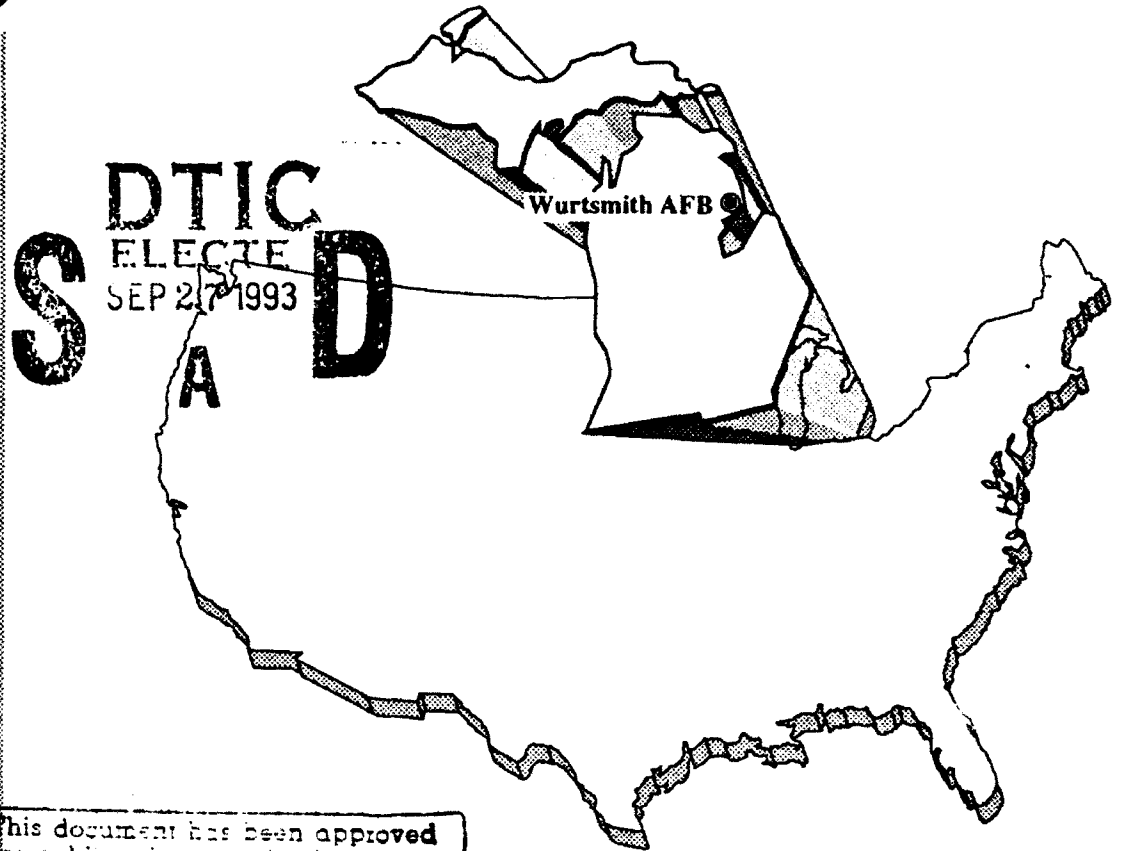 Wurtsmith AFB
DTIC
ELECTE
SEP 27 1993
S D
A
This document has been approved